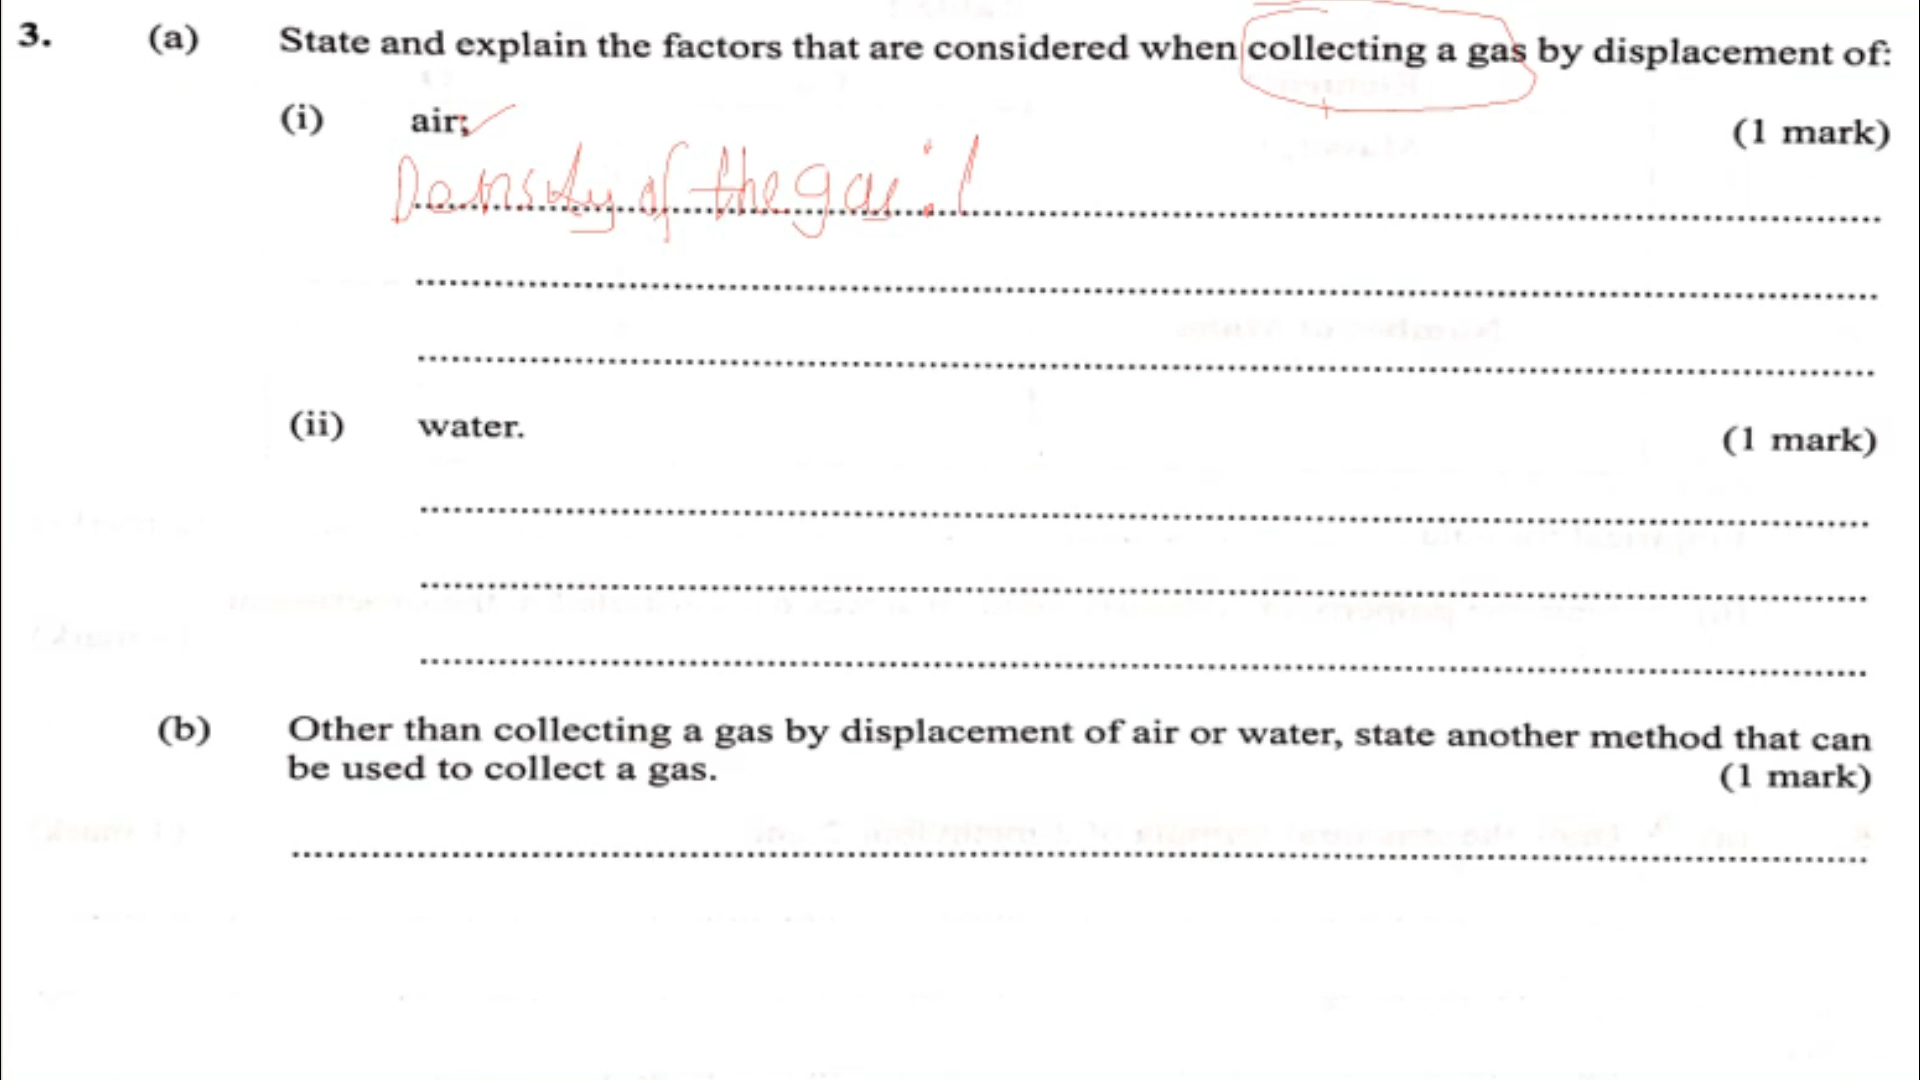 3. (a) State and explain the factors that are considered when collecting a gas by displacement of:
(i) air;
(1 mark)
Density of the gas:
(ii) water.
(1 mark)
(b) Other than collecting a gas by displacement of air or water, state another method that can
be used to collect a gas.
(1 mark)